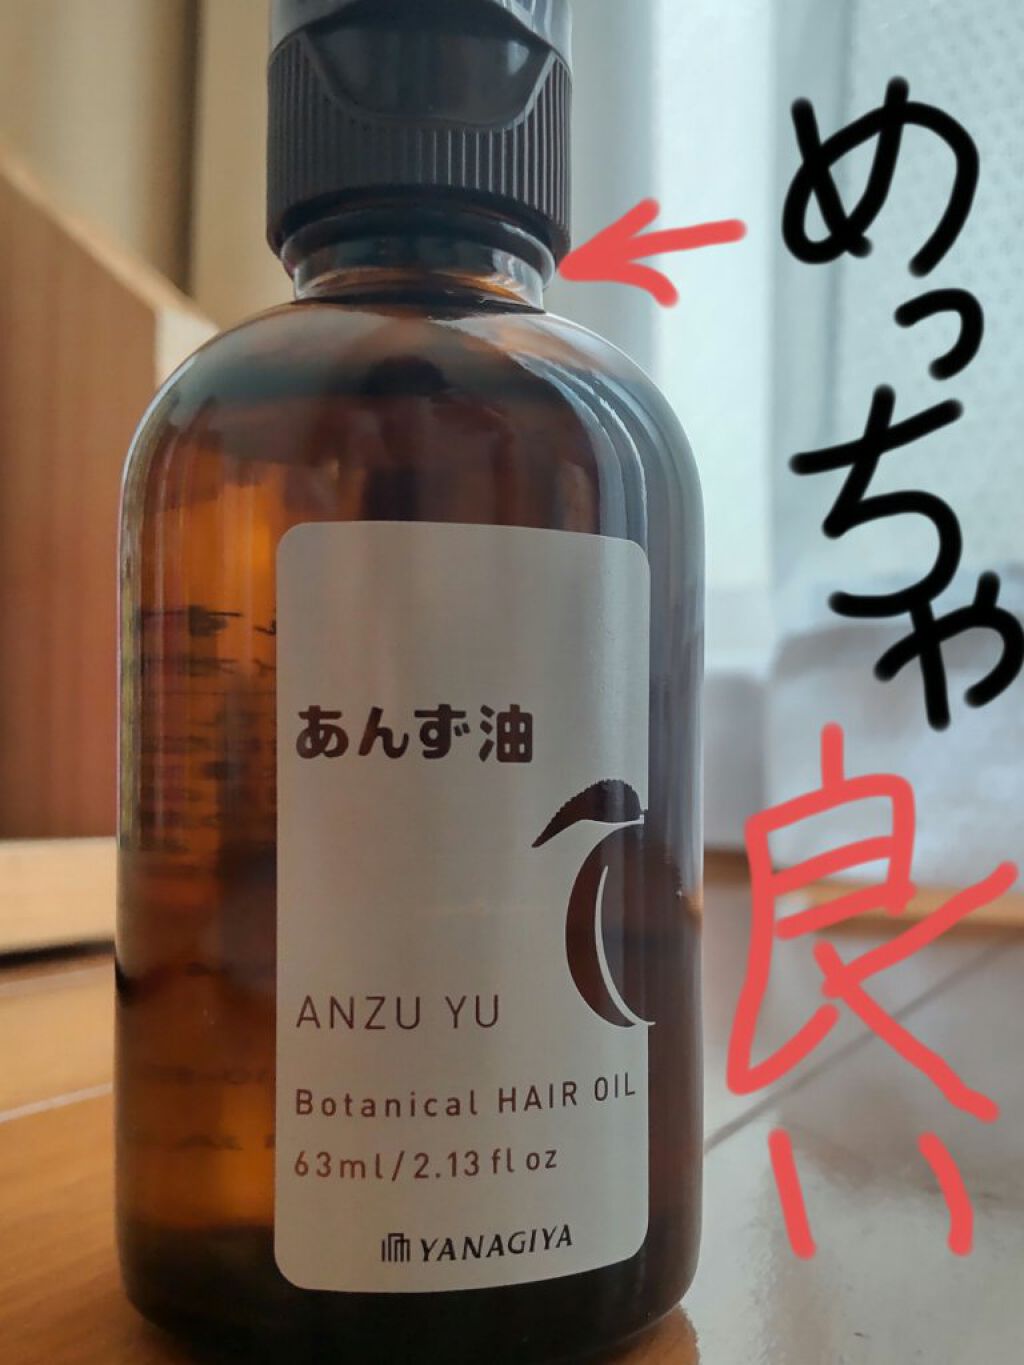 あんず油
ANZU YU
Botanical HAIR OIL
63ml/2.13 fl oz
YANAGIYA
めっちゃ
良い